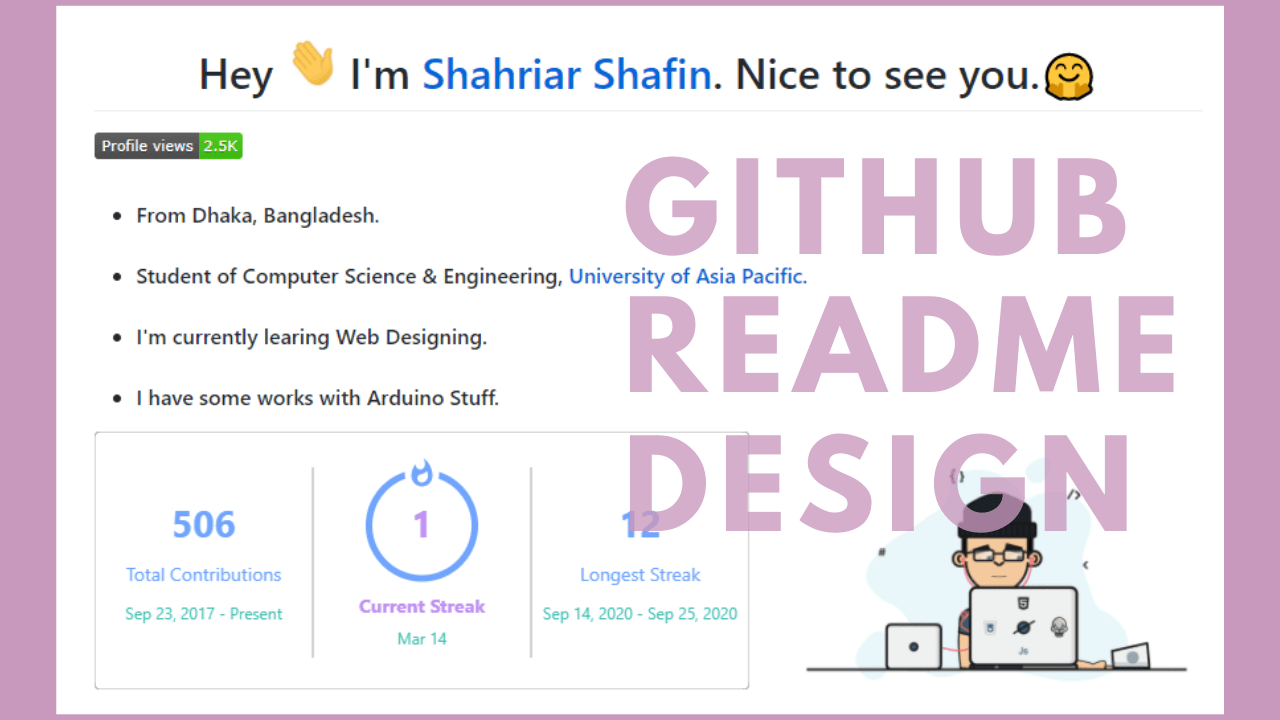 Hey 👋 I'm Shahriar Shafin. Nice to see you.🤗
Profile views 2.5K
From Dhaka, Bangladesh.
Student of Computer Science & Engineering, University of Asia Pacific.
I'm currently learing Web Designing.
I have some works with Arduino Stuff.
GITHUB
README
DESIGN
506
Total Contributions
Sep 23, 2017 - Present
1
Current Streak
Mar 14
12
Longest Streak
Sep 14, 2020 - Sep 25, 2020
{ }
</>
#
<
Js